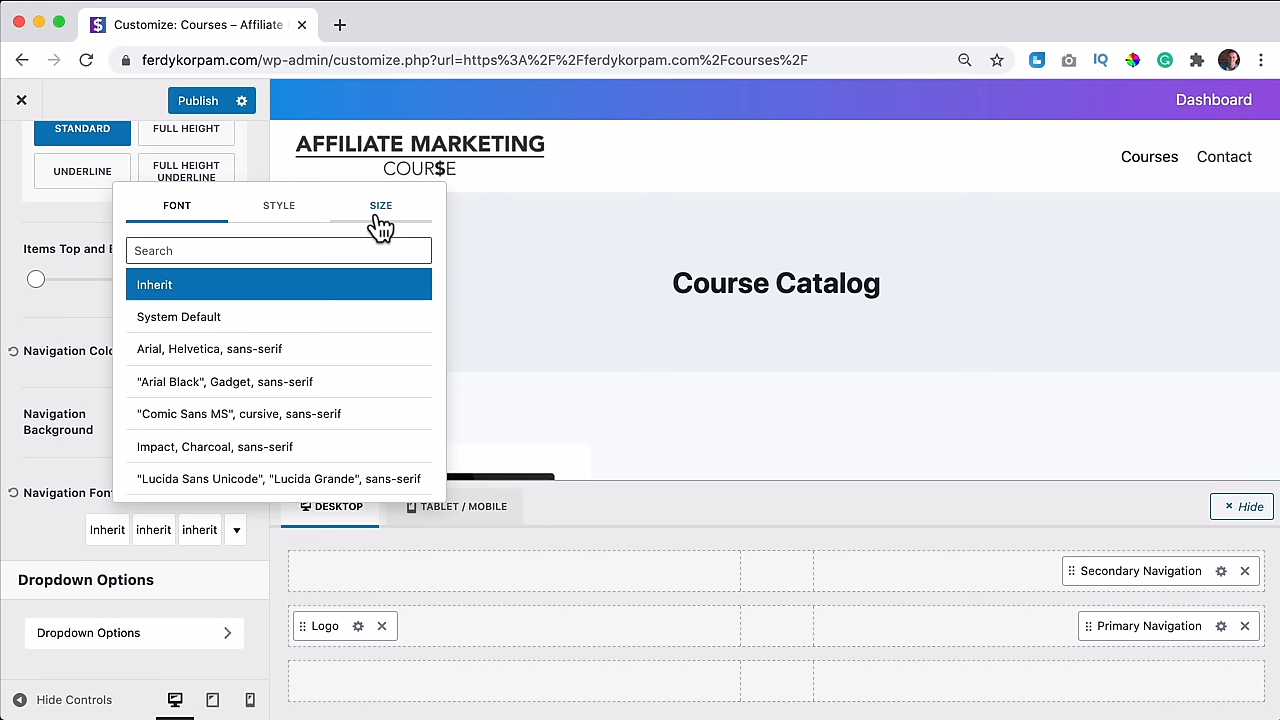 Customize: Courses – Affiliate
ferdykorpam.com/wp-admin/customize.php?url=https%3A%2F%2Fferdykorpam.com%2Fcourses%2F
IQ
Publish
Dashboard
STANDARD
FULL HEIGHT
UNDERLINE
FULL HEIGHT
UNDERLINE
AFFILIATE MARKETING
COUR$E
Courses
Contact
FONT
STYLE
SIZE
Items Top and
Search
Inherit
System Default
Arial, Helvetica, sans-serif
"Arial Black", Gadget, sans-serif
"Comic Sans MS", cursive, sans-serif
Impact, Charcoal, sans-serif
"Lucida Sans Unicode", "Lucida Grande", sans-serif
Course Catalog
Navigation Colo
Navigation
Background
Navigation Font
Inherit
inherit
inherit
DESKTOP
TABLET / MOBILE
× Hide
Dropdown Options
Dropdown Options
Secondary Navigation
Logo
Primary Navigation
Hide Controls